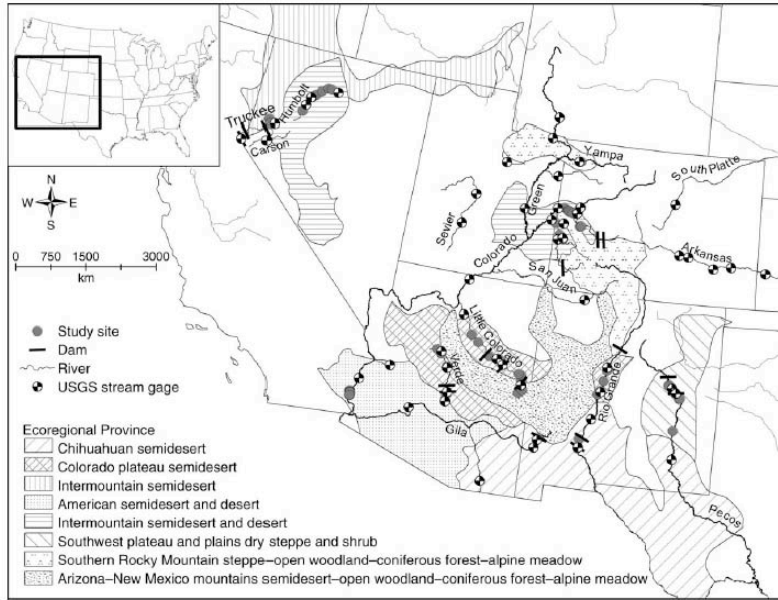 Truckee
Humbolt
Carson
Yampa
South Platte
Green
Sevier
Colorado
San Juan
Arkansas
N
W E
S
0 750 1500 3000
km
Little Colorado
Verde
Rio Grande
Gila
Pecos
Study site
Dam
River
USGS stream gage
Ecoregional Province
Chihuahuan semidesert
Colorado plateau semidesert
Intermountain semidesert
American semidesert and desert
Intermountain semidesert and desert
Southwest plateau and plains dry steppe and shrub
Southern Rocky Mountain steppe–open woodland–coniferous forest–alpine meadow
Arizona–New Mexico mountains semidesert–open woodland–coniferous forest–alpine meadow